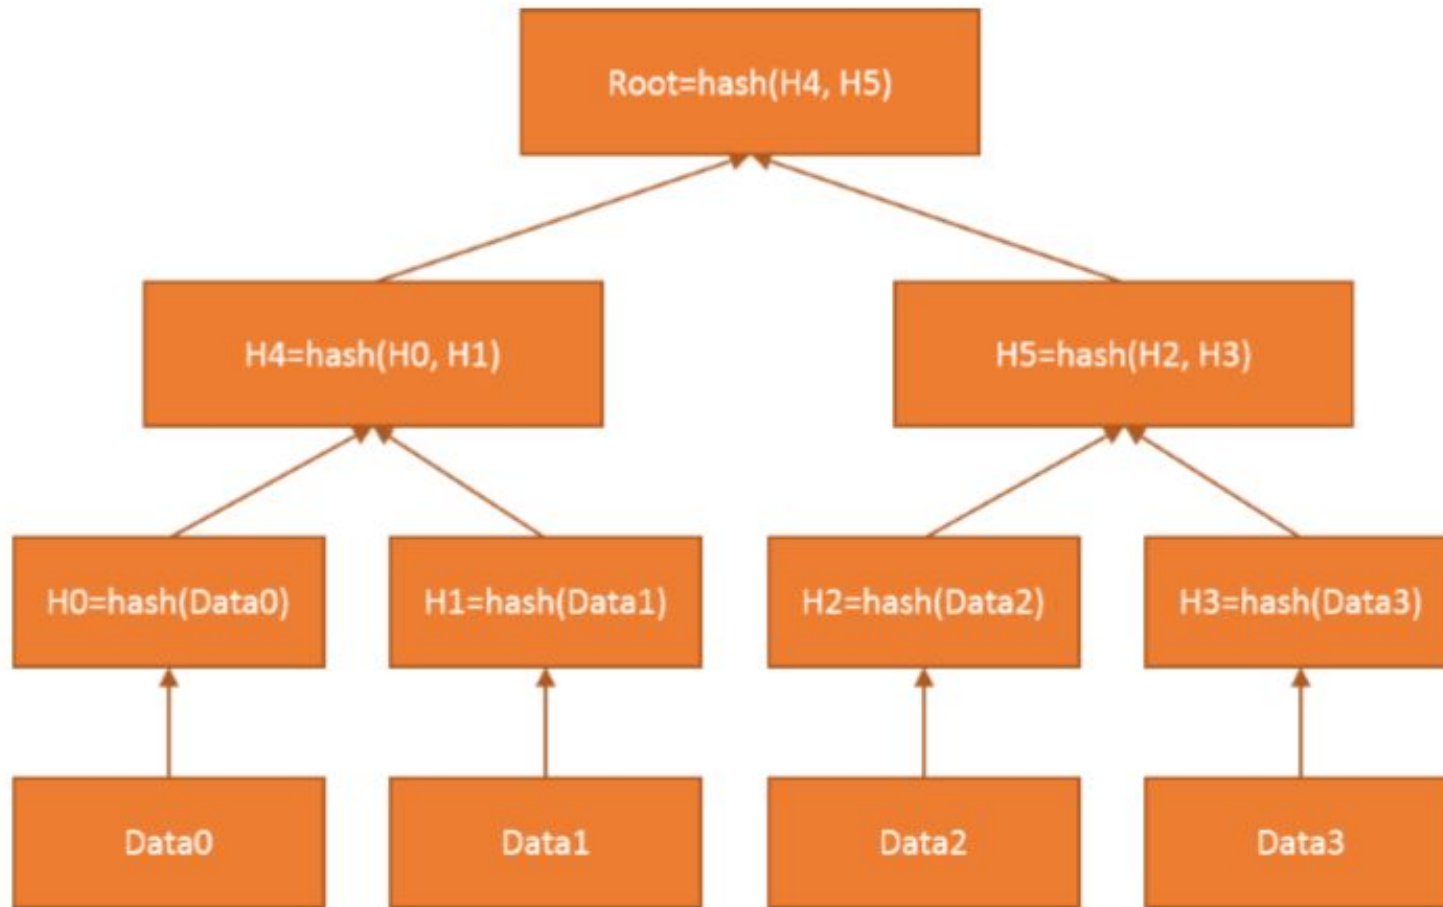 Root=hash(H4, H5)
H4=hash(H0, H1)
H5=hash(H2, H3)
H0=hash(Data0)
H1=hash(Data1)
H2=hash(Data2)
H3=hash(Data3)
Data0
Data1
Data2
Data3